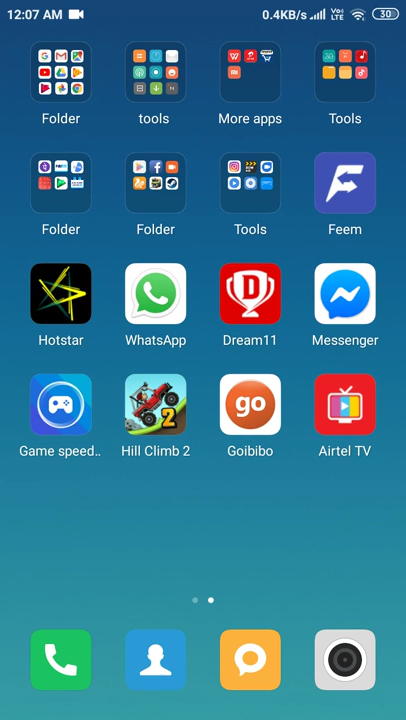 12:07 AM 0.4KB/s Vo LTE 30
Folder tools More apps Tools
Folder Folder Tools Feem
Hotstar WhatsApp Dream11 Messenger
2 go
Game speed.. Hill Climb 2 Goibibo Airtel TV